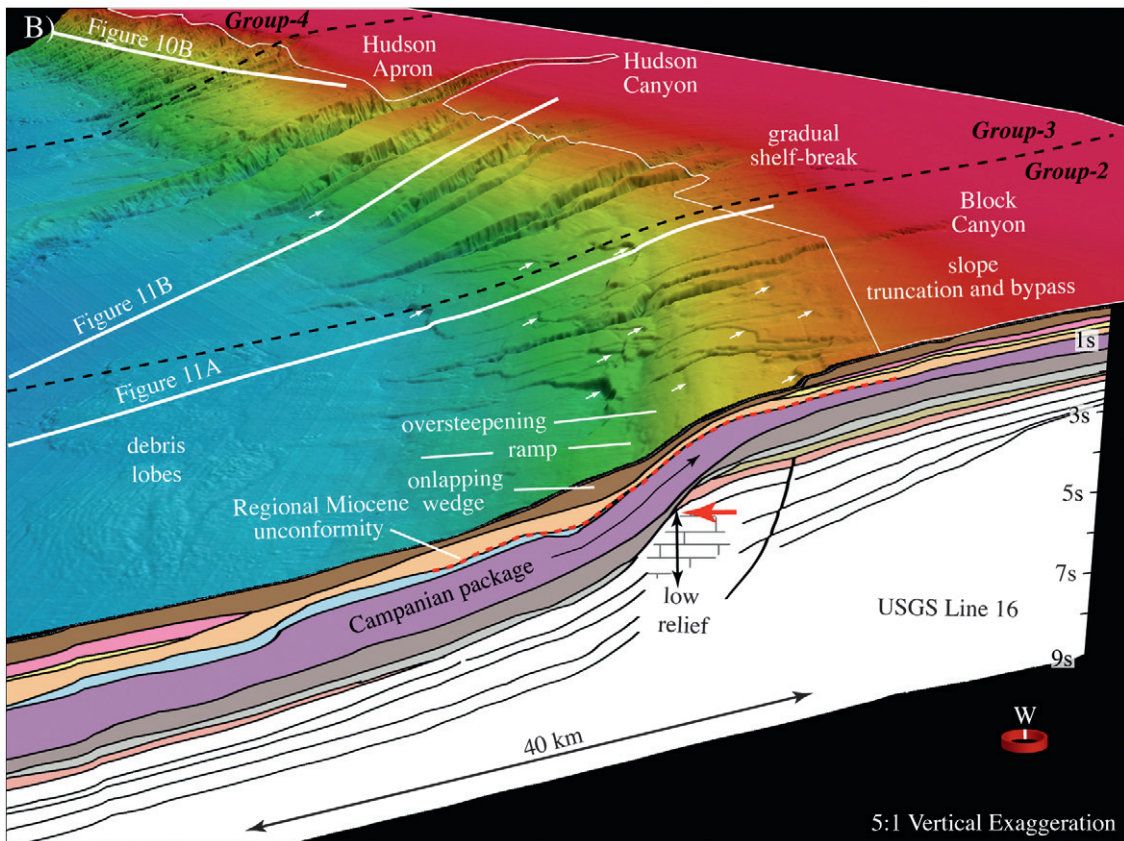 B)
Group-4
Figure 10B
Hudson
Apron
Hudson
Canyon
Group-3
gradual
shelf-break
Group-2
Block
Canyon
slope
truncation and bypass
Figure 11B
Figure 11A
1s
3s
5s
7s
9s
oversteepening
ramp
debris
lobes
onlapping
wedge
Regional Miocene
unconformity
Campanian package
low
relief
USGS Line 16
40 km
W
5:1 Vertical Exaggeration